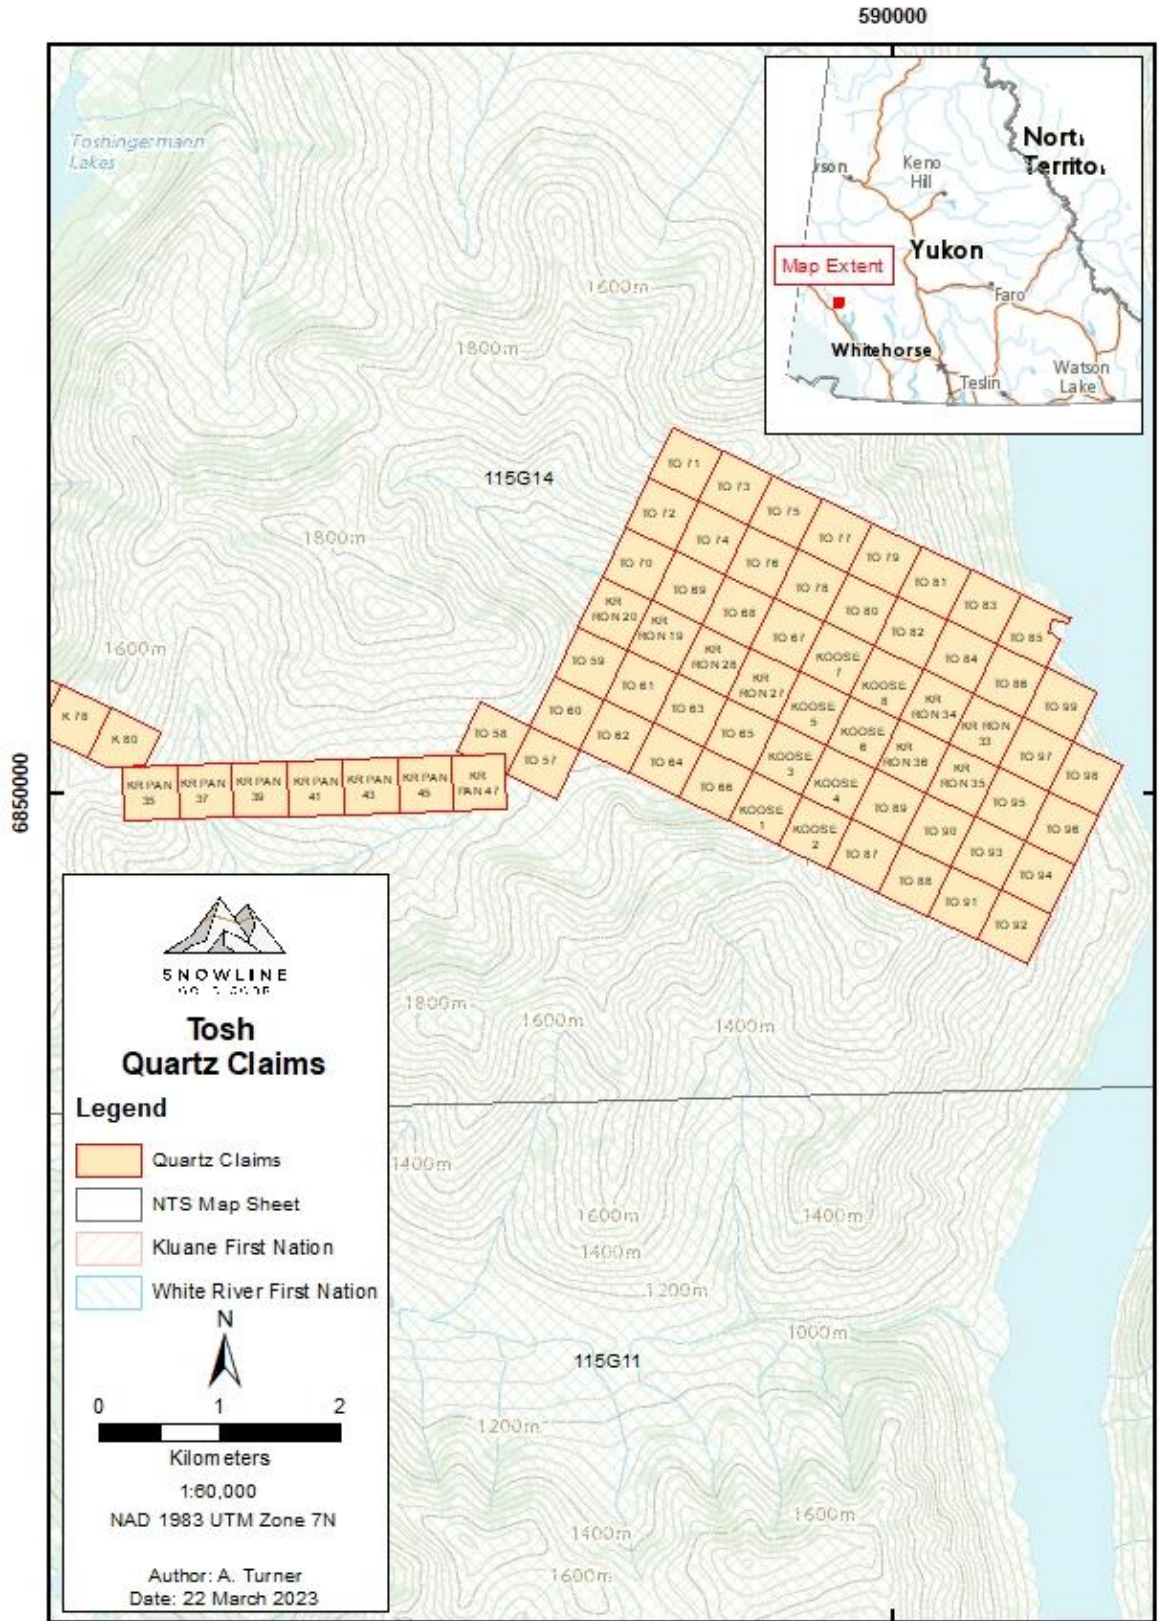 590000
6850000
Toshingermann
Lakes
North
Territo
rson
Keno
Hill
Yukon
Map Extent
Faro
Whitehorse
Teslin
Watson
Lake
1600m
1800m
115G14
1800m
1600m
TO 71
TO 73
TO 72
TO 75
TO 74
TO 77
TO 70
TO 76
TO 79
TO 69
TO 78
TO 81
KR
RON 20
TO 68
TO 80
TO 83
KR
RON 19
TO 67
TO 82
TO 85
TO 59
KR
RON 28
KOOSE
7
TO 84
TO 61
KR
RON 27
KOOSE
8
TO 86
TO 60
TO 63
KOOSE
5
KR
RON 34
TO 99
TO 62
TO 65
KOOSE
6
KR RON
33
TO 97
TO 64
KOOSE
3
KR
RON 36
TO 98
TO 66
KOOSE
4
KR
RON 35
TO 95
KOOSE
1
TO 89
TO 96
KOOSE
2
TO 90
TO 93
TO 87
TO 94
TO 88
TO 91
TO 92
K 78
K 80
TO 58
TO 57
KR PAN
35
KR PAN
37
KR PAN
39
KR PAN
41
KR PAN
43
KR PAN
45
KR
PAN 47
1800m
1600m
1400m
1400m
1600m
1400m
1400m
1200m
1000m
115G11
1200m
1600m
1400m
1600m
SNOWLINE
Tosh
Quartz Claims
Legend
Quartz Claims
NTS Map Sheet
Kluane First Nation
White River First Nation
N
0 1 2
Kilometers
1:60,000
NAD 1983 UTM Zone 7N
Author: A. Turner
Date: 22 March 2023